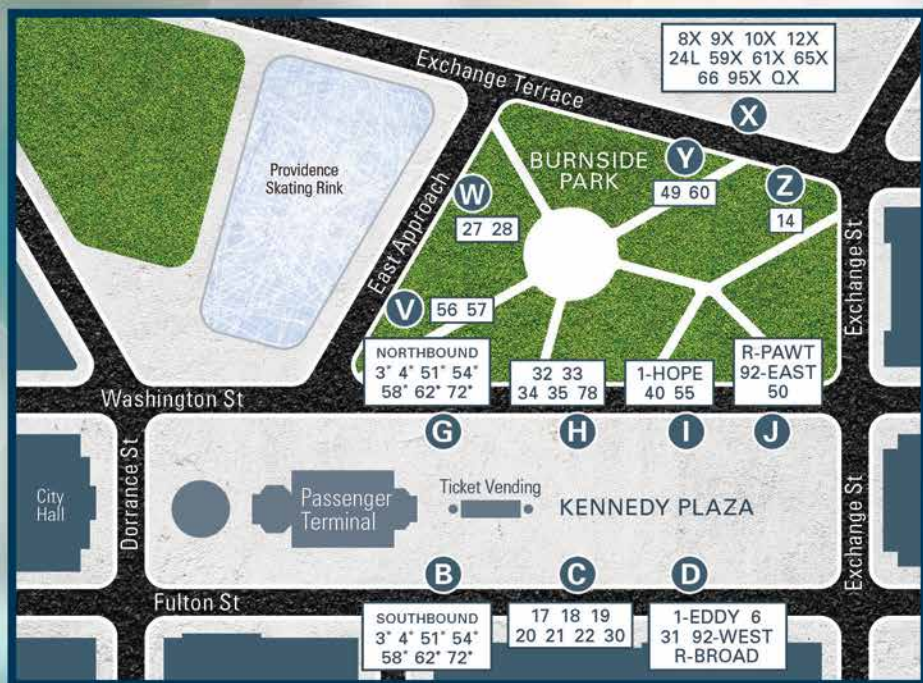 8X 9X 10X 12X
24L 59X 61X 65X
66 95X QX
X
Exchange Terrace
Providence
Skating Rink
BURNSIDE
PARK
Y
49 60
Z
14
W
27 28
East Approach
Exchange St
V
56 57
NORTHBOUND
3* 4* 51* 54*
58* 62* 72*
32 33
34 35 78
1-HOPE
40 55
R-PAWT
92-EAST
50
Washington St
G
H
I
J
Dorrance St
City
Hall
Passenger
Terminal
Ticket Vending
KENNEDY PLAZA
Exchange St
B
C
D
Fulton St
SOUTHBOUND
3* 4* 51* 54*
58* 62* 72*
17 18 19
20 21 22 30
1-EDDY 6
31 92-WEST
R-BROAD